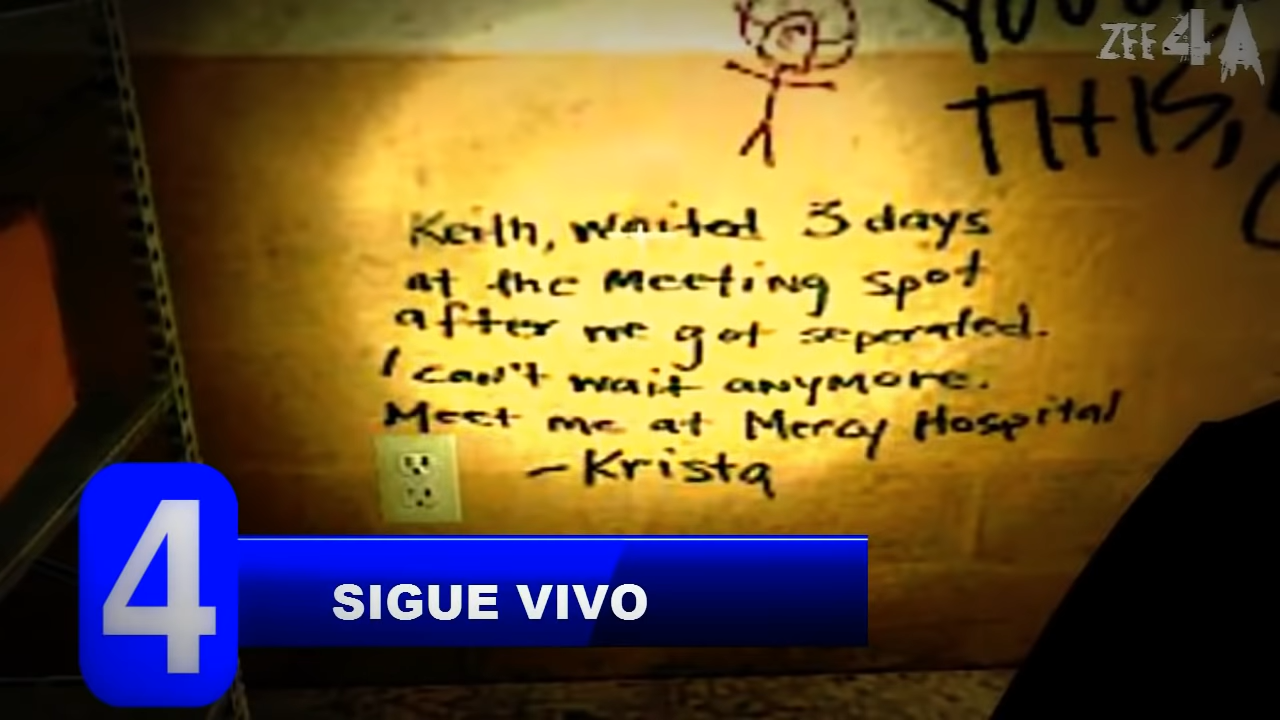 ZEE4A
THIS,
Keith, waited 3 days
at the meeting spot
after we got seperated.
I can't wait anymore.
Meet me at Mercy Hospital
-Krista
4
SIGUE VIVO